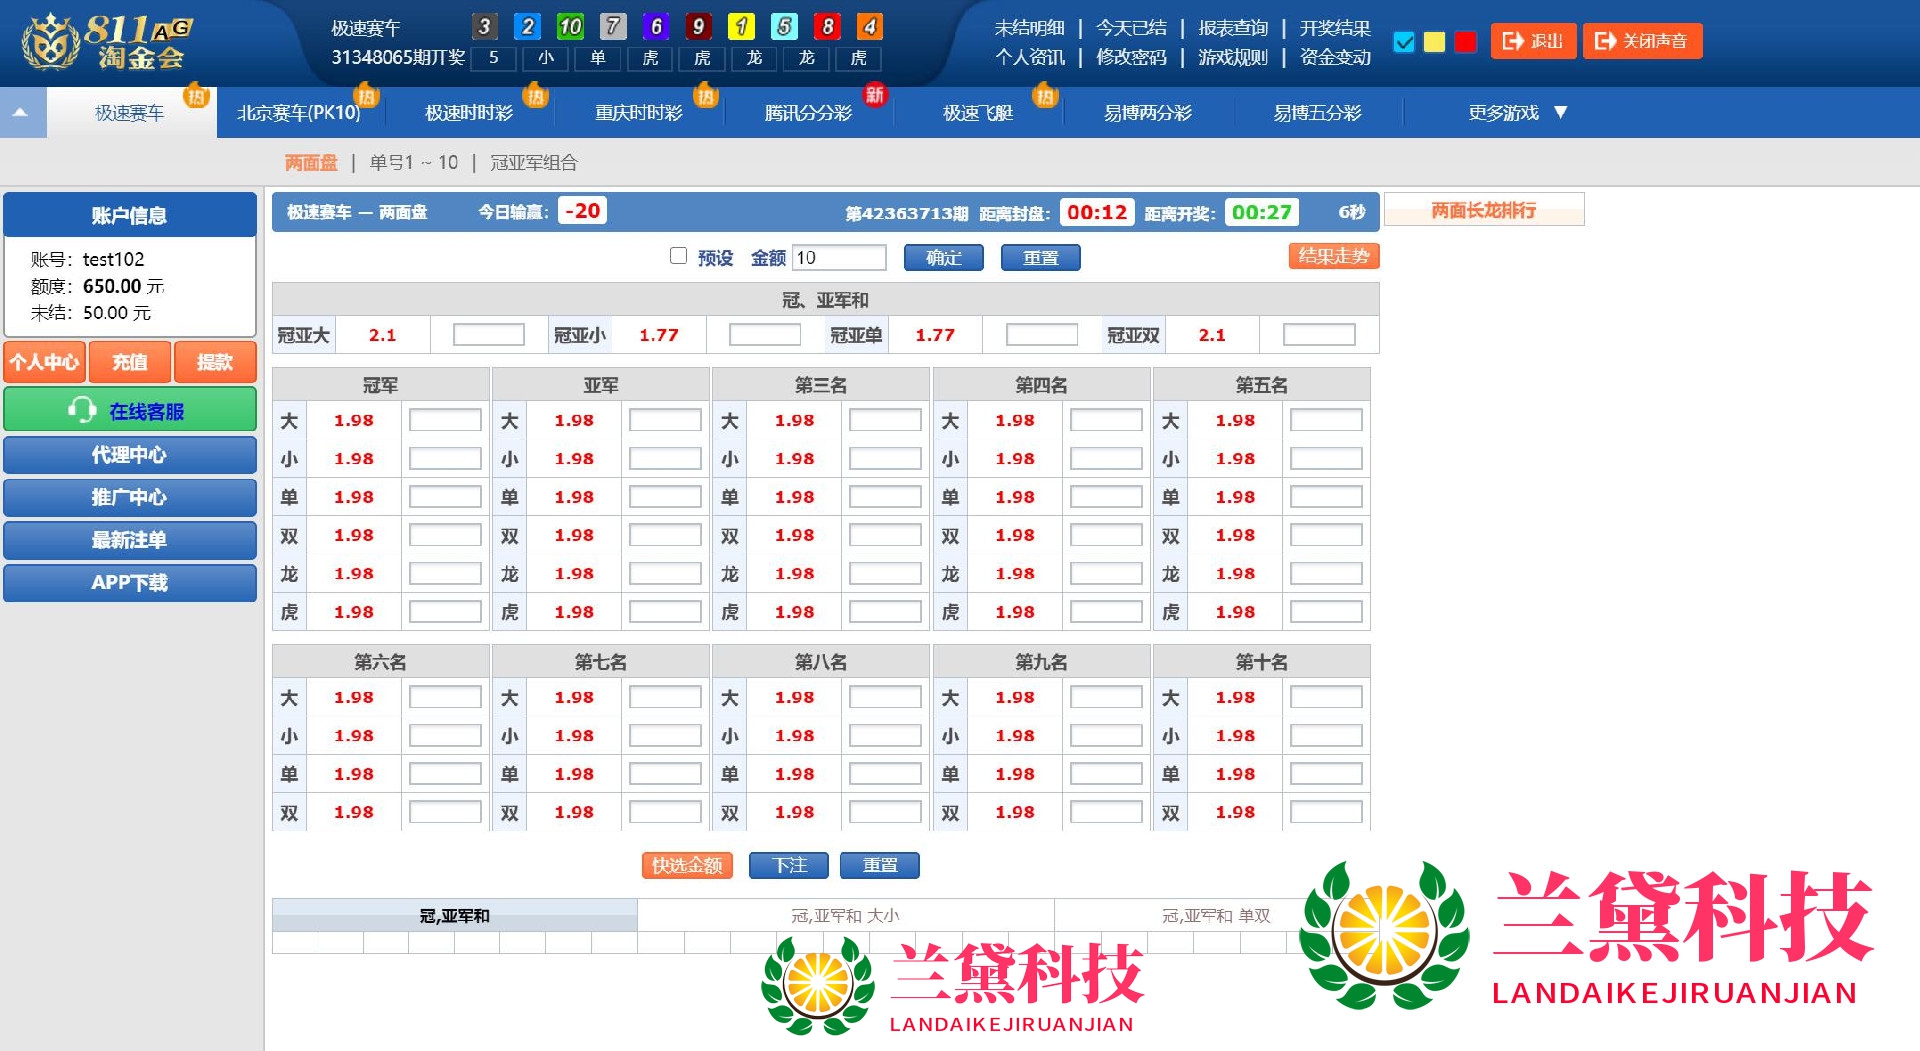 811AG
淘金会
极速赛车
3 2 10 7 6 9 1 5 8 4
31348065期开奖 5 小 单 虎 虎 龙 龙 虎
未结明细 | 今天已结 | 报表查询 | 开奖结果
个人资讯 | 修改密码 | 游戏规则 | 资金变动
退出 关闭声音
极速赛车 热 北京赛车(PK10) 热 极速时时彩 热 重庆时时彩 热 腾讯分分彩 新 极速飞艇 热 易博两分彩 易博五分彩 更多游戏 ▼
两面盘 | 单号1 ~ 10 | 冠亚军组合
账户信息
账号：test102
额度：650.00 元
未结：50.00 元
个人中心 充值 提款
在线客服
代理中心
推广中心
最新注单
APP下载
极速赛车 — 两面盘 今日输赢： -20 第42363713期 距离封盘： 00:12 距离开奖： 00:27 6秒
两面长龙排行
预设 金额 10 确定 重置 结果走势
冠、亚军和
冠亚大 2.1 冠亚小 1.77 冠亚单 1.77 冠亚双 2.1
冠军 亚军 第三名 第四名 第五名
大 1.98 大 1.98 大 1.98 大 1.98 大 1.98
小 1.98 小 1.98 小 1.98 小 1.98 小 1.98
单 1.98 单 1.98 单 1.98 单 1.98 单 1.98
双 1.98 双 1.98 双 1.98 双 1.98 双 1.98
龙 1.98 龙 1.98 龙 1.98 龙 1.98 龙 1.98
虎 1.98 虎 1.98 虎 1.98 虎 1.98 虎 1.98
第六名 第七名 第八名 第九名 第十名
大 1.98 大 1.98 大 1.98 大 1.98 大 1.98
小 1.98 小 1.98 小 1.98 小 1.98 小 1.98
单 1.98 单 1.98 单 1.98 单 1.98 单 1.98
双 1.98 双 1.98 双 1.98 双 1.98 双 1.98
快选金额 下注 重置
冠,亚军和 冠,亚军和 大小 冠,亚军和 单双
兰黛科技
LANDAIKEJIRUANJIAN
兰黛科技
LANDAIKEJIRUANJIAN